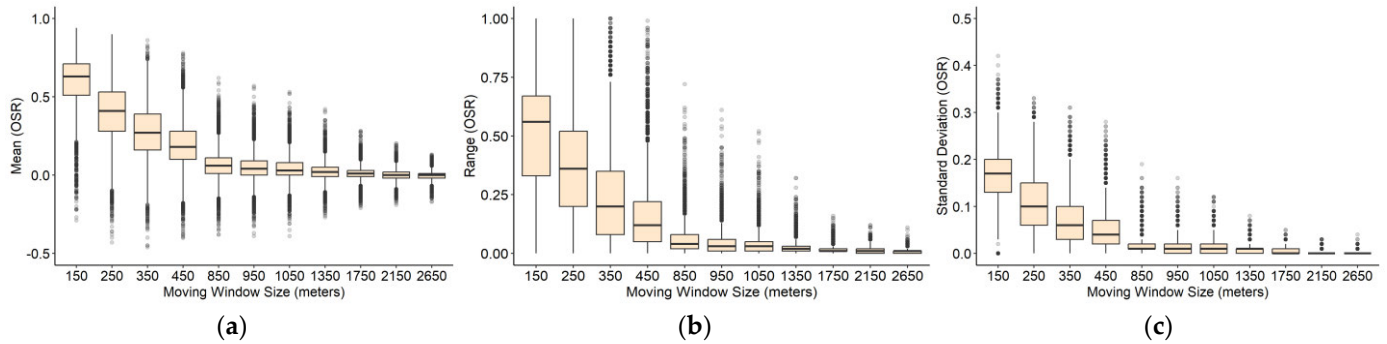 Mean (OSR)
1.0
0.5
0.0
-0.5
150 250 350 450 850 950 1050 1350 1750 2150 2650
Moving Window Size (meters)
(a)
Range (OSR)
1.00
0.75
0.50
0.25
0.00
150 250 350 450 850 950 1050 1350 1750 2150 2650
Moving Window Size (meters)
(b)
Standard Deviation (OSR)
0.5
0.4
0.3
0.2
0.1
0.0
150 250 350 450 850 950 1050 1350 1750 2150 2650
Moving Window Size (meters)
(c)